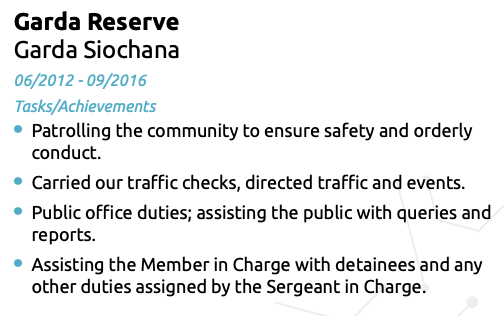 Garda Reserve
Garda Siochana
06/2012 - 09/2016
Tasks/Achievements
Patrolling the community to ensure safety and orderly
conduct.
Carried our traffic checks, directed traffic and events.
Public office duties; assisting the public with queries and
reports.
Assisting the Member in Charge with detainees and any
other duties assigned by the Sergeant in Charge.